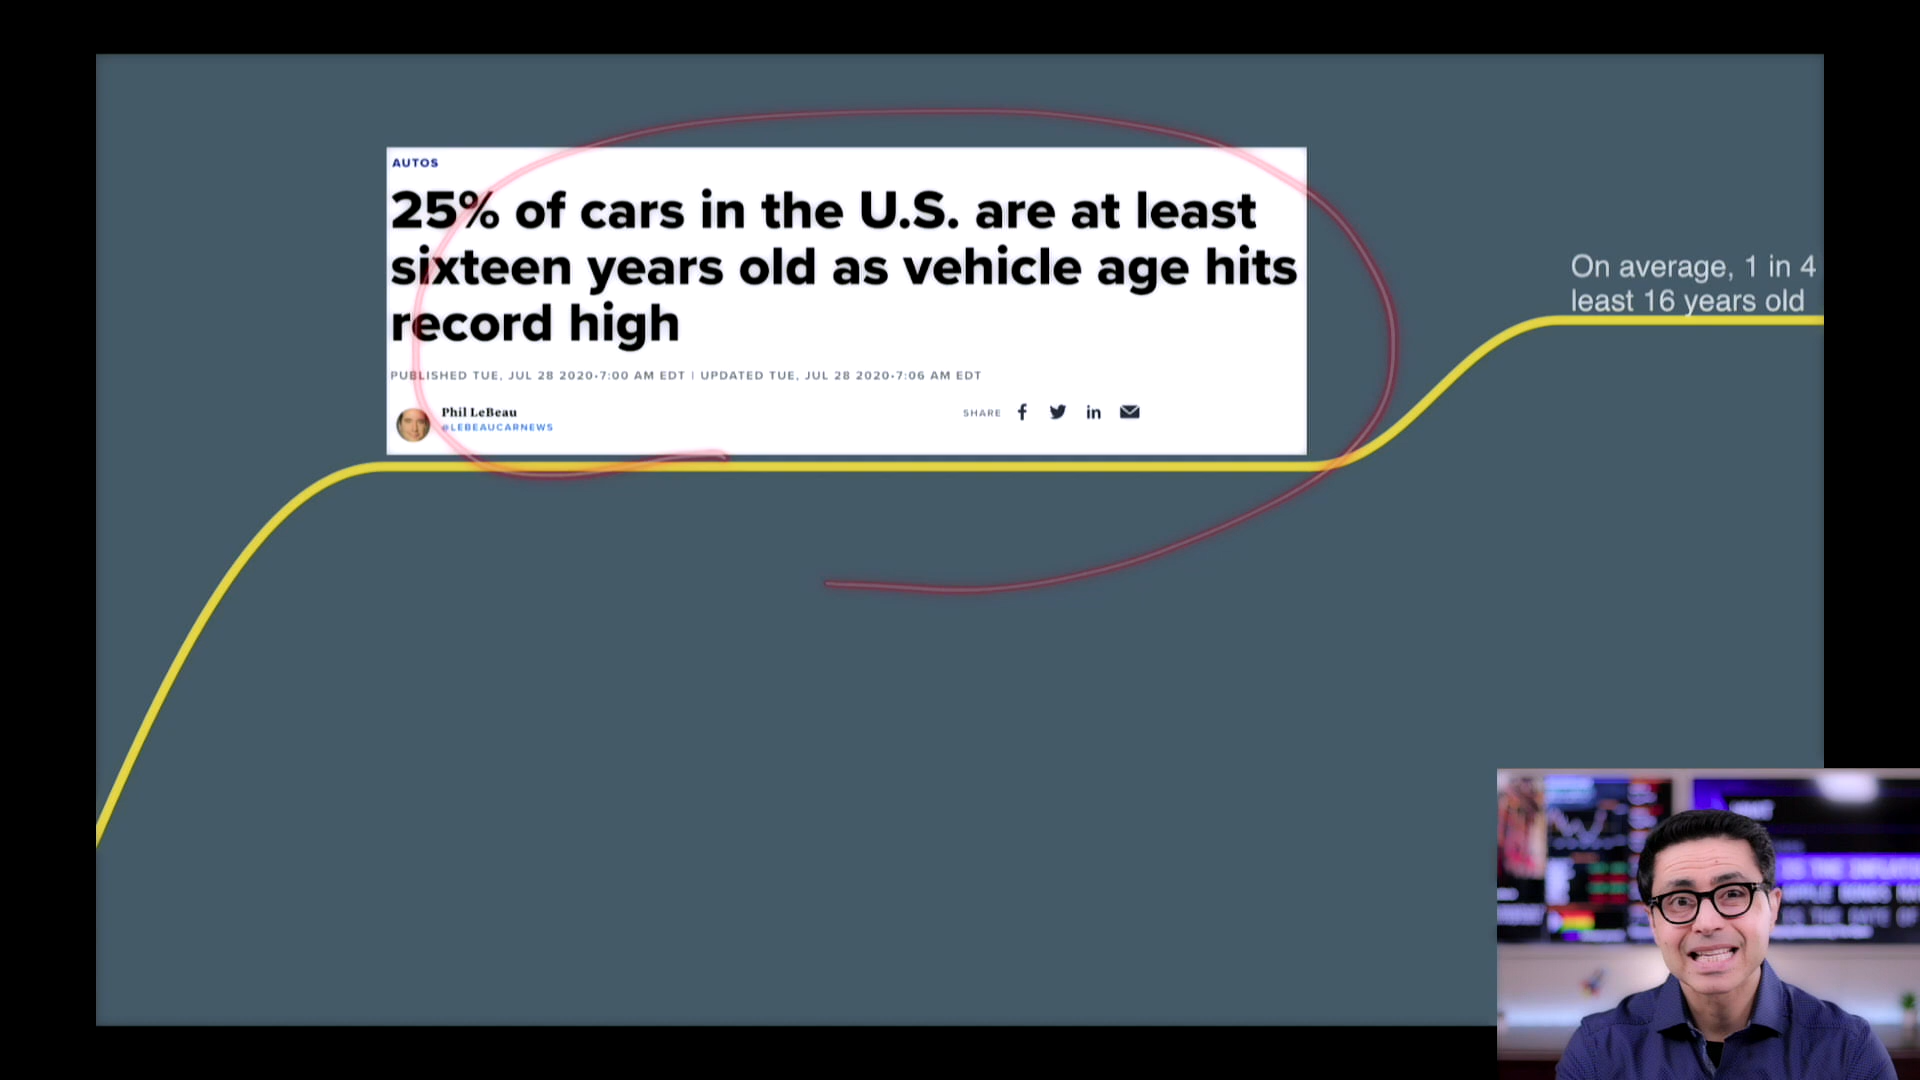 AUTOS
25% of cars in the U.S. are at least
sixteen years old as vehicle age hits
record high
PUBLISHED TUE, JUL 28 2020•7:00 AM EDT | UPDATED TUE, JUL 28 2020•7:06 AM EDT
Phil LeBeau
@LEBEAUCARNEWS
SHARE
On average, 1 in 4
least 16 years old